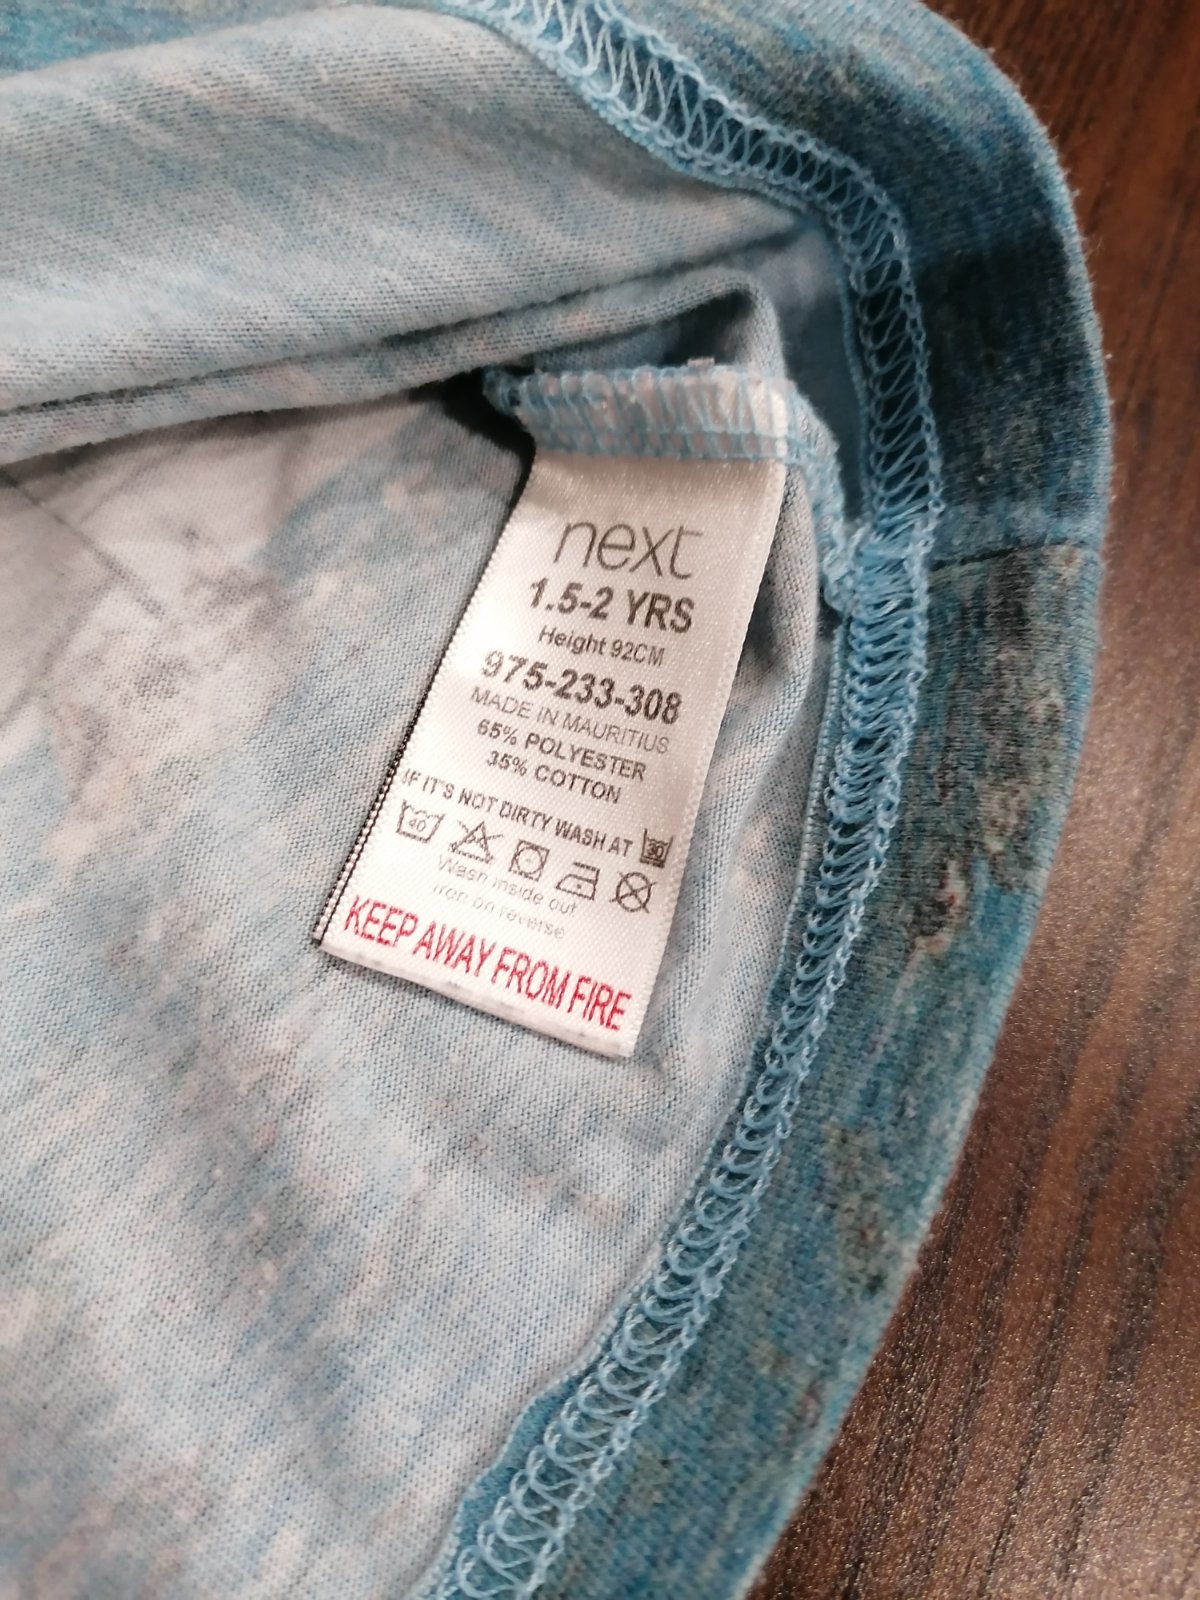 next
1.5-2 YRS
Height 92CM
975-233-308
MADE IN MAURITIUS
65% POLYESTER
35% COTTON
IF IT'S NOT DIRTY WASH AT 30
40
Wash inside out
iron on reverse
KEEP AWAY FROM FIRE